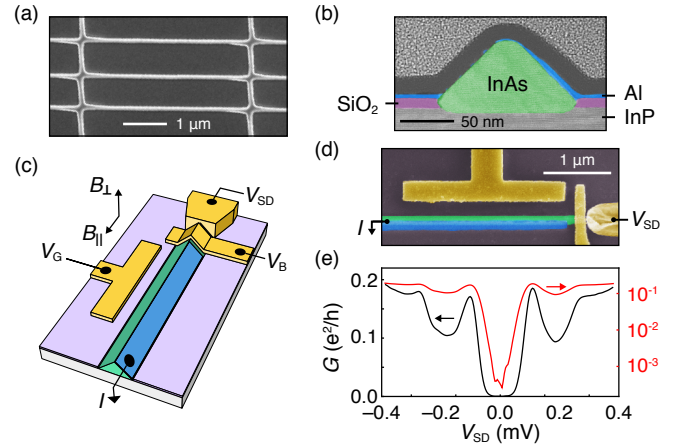 (a)
1 μm
(b)
InAs
SiO₂
Al
InP
50 nm
(c)
B⊥
B||
V_SD
V_G
V_B
I
(d)
1 μm
I
V_SD
(e)
0.2
0.1
0.0
G (e²/h)
10⁻¹
10⁻²
10⁻³
−0.4 −0.2 0.0 0.2 0.4
V_SD (mV)